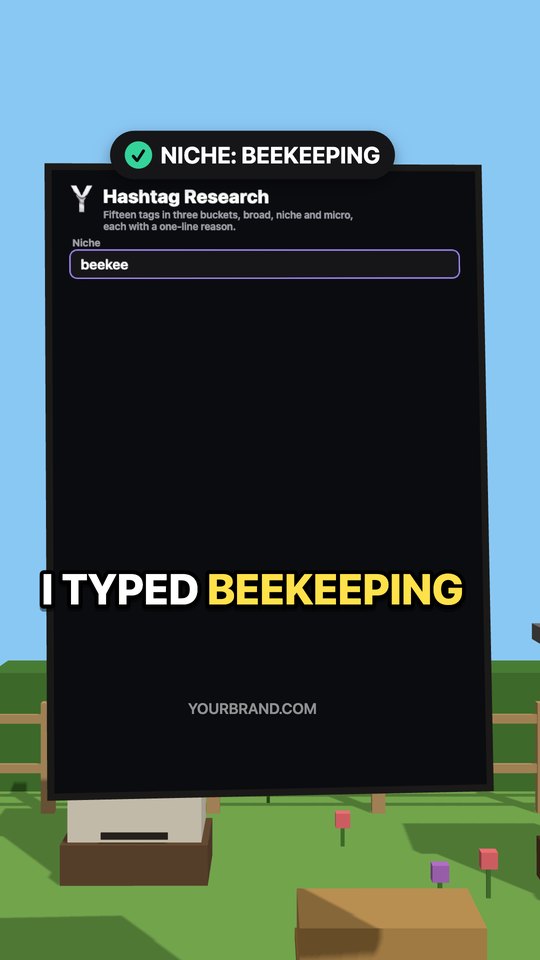 NICHE: BEEKEEPING
Hashtag Research
Fifteen tags in three buckets, broad, niche and micro,
each with a one-line reason.
Niche
beekee
I TYPED BEEKEEPING
YOURBRAND.COM